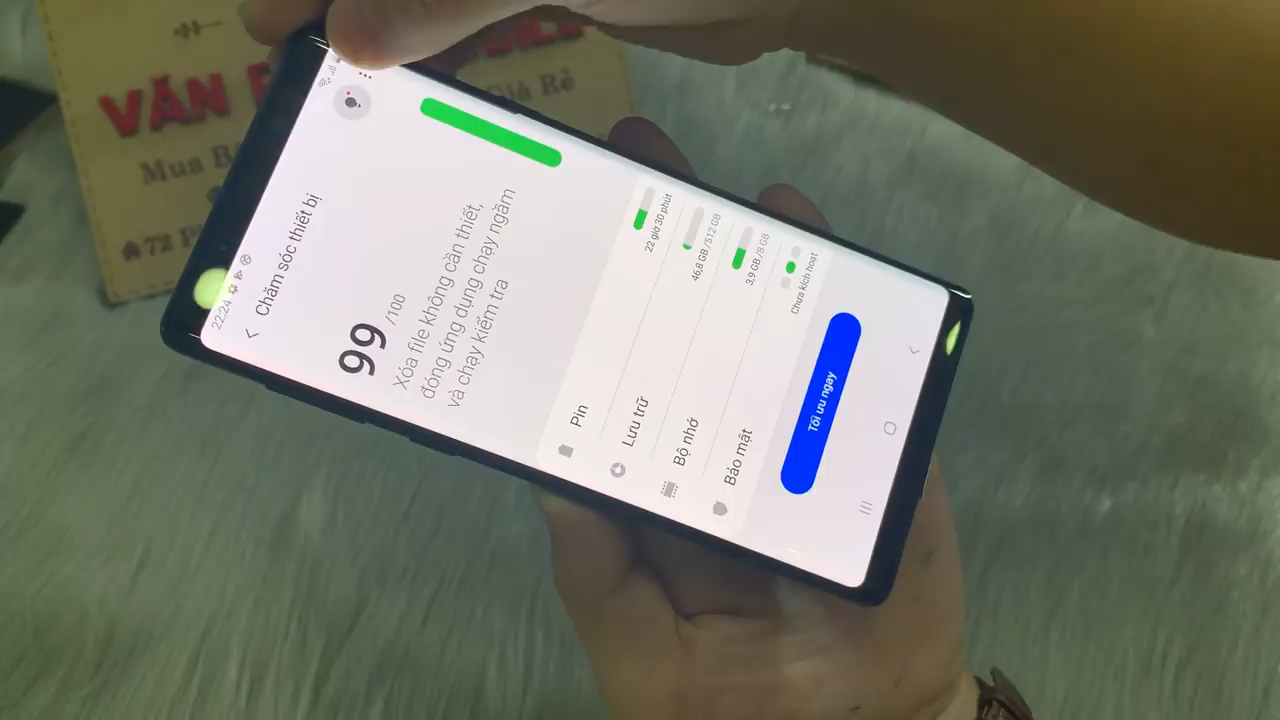 22:24
Chăm sóc thiết bị
99 /100
Xóa file không cần thiết,
đóng ứng dụng chạy ngầm
và chạy kiểm tra
Pin
22 giờ 30 phút
Lưu trữ
46,8 GB /512 GB
Bộ nhớ
3,9 GB /8 GB
Bảo mật
Chưa kích hoạt
Tối ưu ngay
VĂN
Mua
Giá Rẻ
72